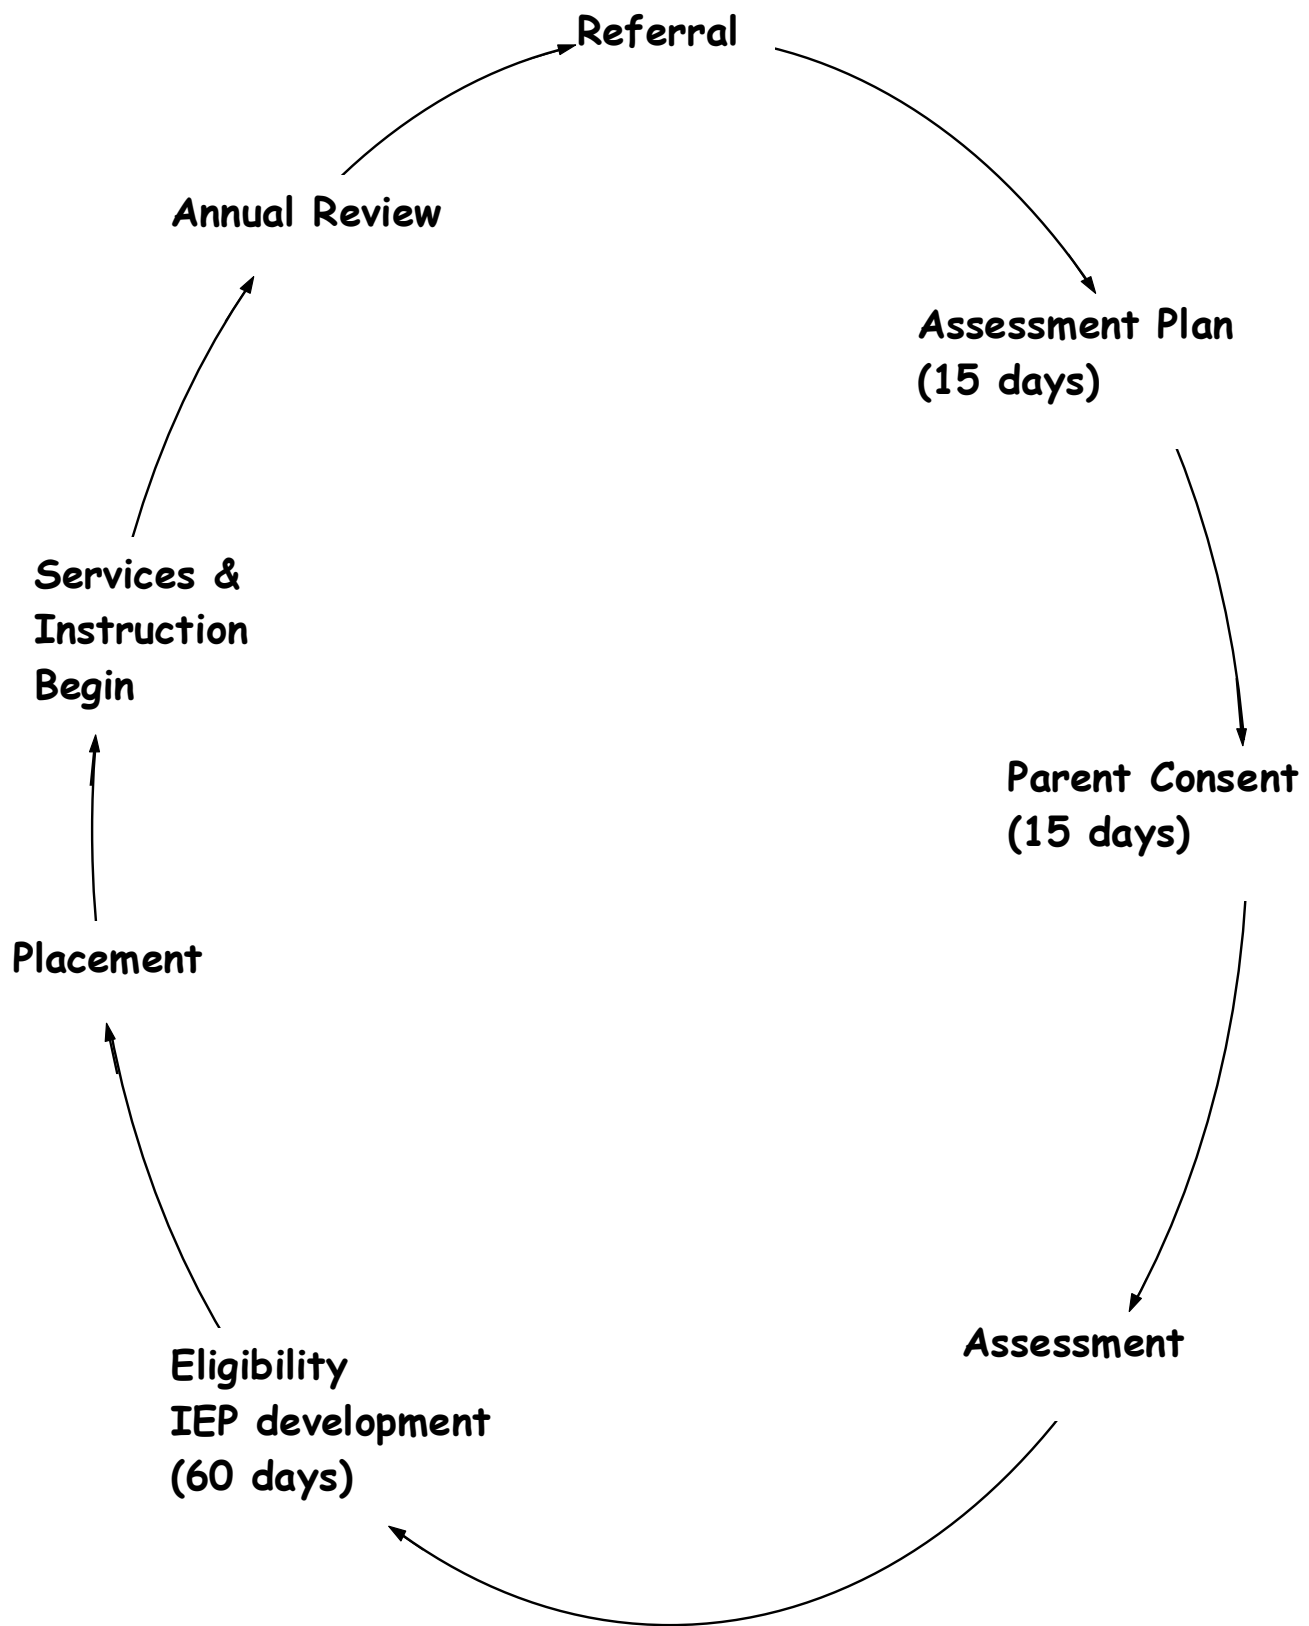 Referral
Assessment Plan
(15 days)
Parent Consent
(15 days)
Assessment
Eligibility
IEP development
(60 days)
Placement
Services &
Instruction
Begin
Annual Review